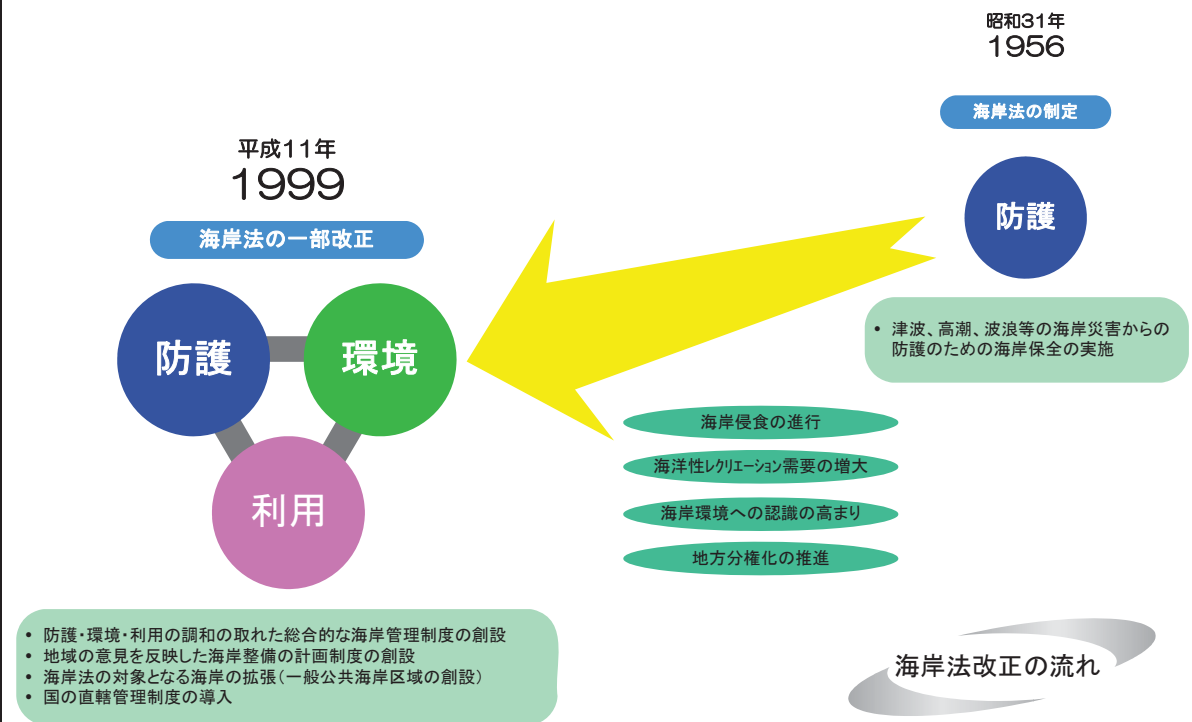 昭和31年
1956
海岸法の制定
防護
• 津波、高潮、波浪等の海岸災害からの
防護のための海岸保全の実施
平成11年
1999
海岸法の一部改正
防護
環境
利用
海岸侵食の進行
海洋性レクリエーション需要の増大
海岸環境への認識の高まり
地方分権化の推進
• 防護・環境・利用の調和の取れた総合的な海岸管理制度の創設
• 地域の意見を反映した海岸整備の計画制度の創設
• 海岸法の対象となる海岸の拡張（一般公共海岸区域の創設）
• 国の直轄管理制度の導入
海岸法改正の流れ